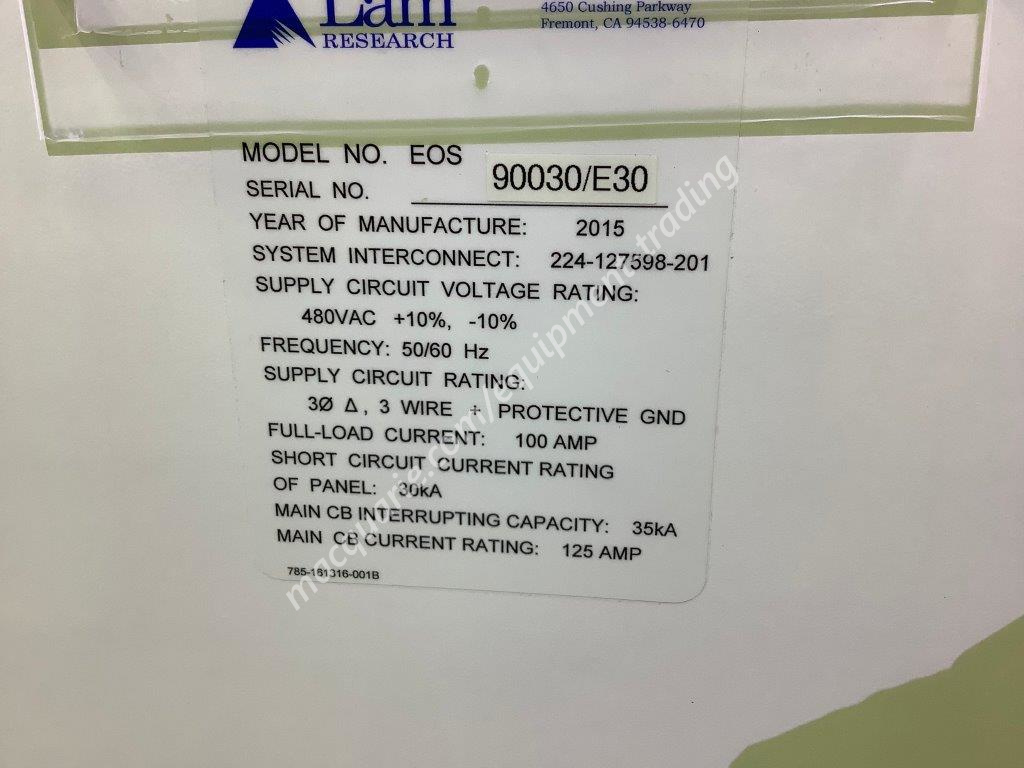 Lam
RESEARCH
4650 Cushing Parkway
Fremont, CA 94538-6470
MODEL NO. EOS
SERIAL NO. 90030/E30
YEAR OF MANUFACTURE: 2015
SYSTEM INTERCONNECT: 224-127598-201
SUPPLY CIRCUIT VOLTAGE RATING:
480VAC +10%, -10%
FREQUENCY: 50/60 Hz
SUPPLY CIRCUIT RATING:
3Ø Δ, 3 WIRE + PROTECTIVE GND
FULL-LOAD CURRENT: 100 AMP
SHORT CIRCUIT CURRENT RATING
OF PANEL: 30kA
MAIN CB INTERRUPTING CAPACITY: 35kA
MAIN CB CURRENT RATING: 125 AMP
785-161316-001B
macquarie.com/equipment-trading